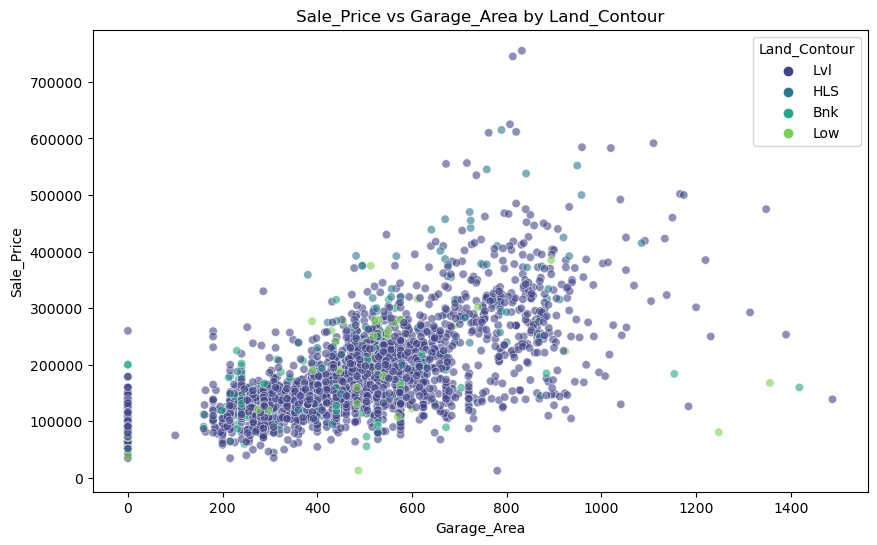 Sale_Price vs Garage_Area by Land_Contour
Land_Contour
Lvl
HLS
Bnk
Low
700000
600000
500000
400000
300000
200000
100000
0
Sale_Price
0 200 400 600 800 1000 1200 1400
Garage_Area